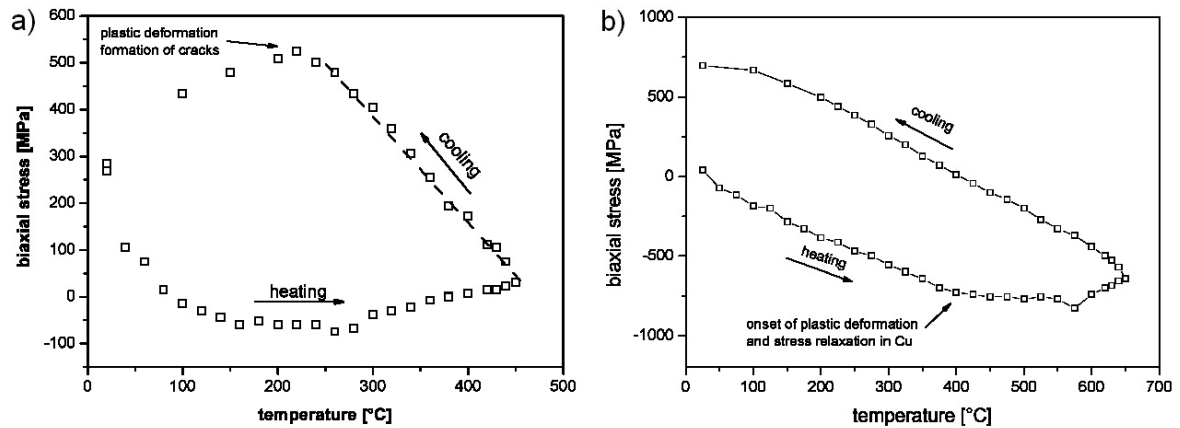 a)
600
500
400
300
200
100
0
-100
biaxial stress [MPa]
plastic deformation
formation of cracks
cooling
heating
100
200
300
400
500
temperature [°C]
b)
1000
500
0
-500
-1000
biaxial stress [MPa]
cooling
heating
onset of plastic deformation
and stress relaxation in Cu
0
100
200
300
400
500
600
700
temperature [°C]